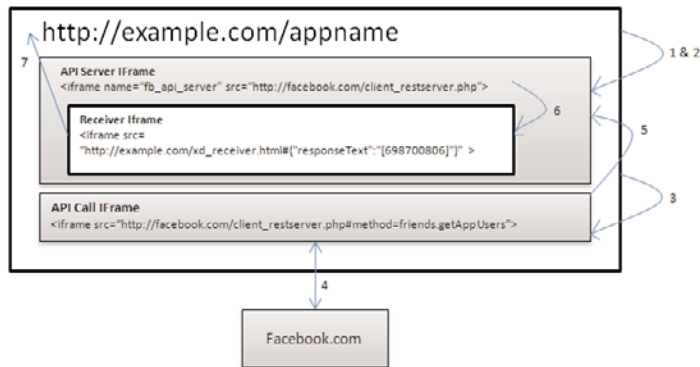 http://example.com/appname
7
1 & 2
API Server IFrame
<iframe name="fb_api_server" src="http://facebook.com/client_restserver.php">
6
Receiver Iframe
<iframe src=
"http://example.com/xd_receiver.html#{"responseText":"[698700806]"}" >
5
3
API Call IFrame
<iframe src="http://facebook.com/client_restserver.php#method=friends.getAppUsers">
4
Facebook.com